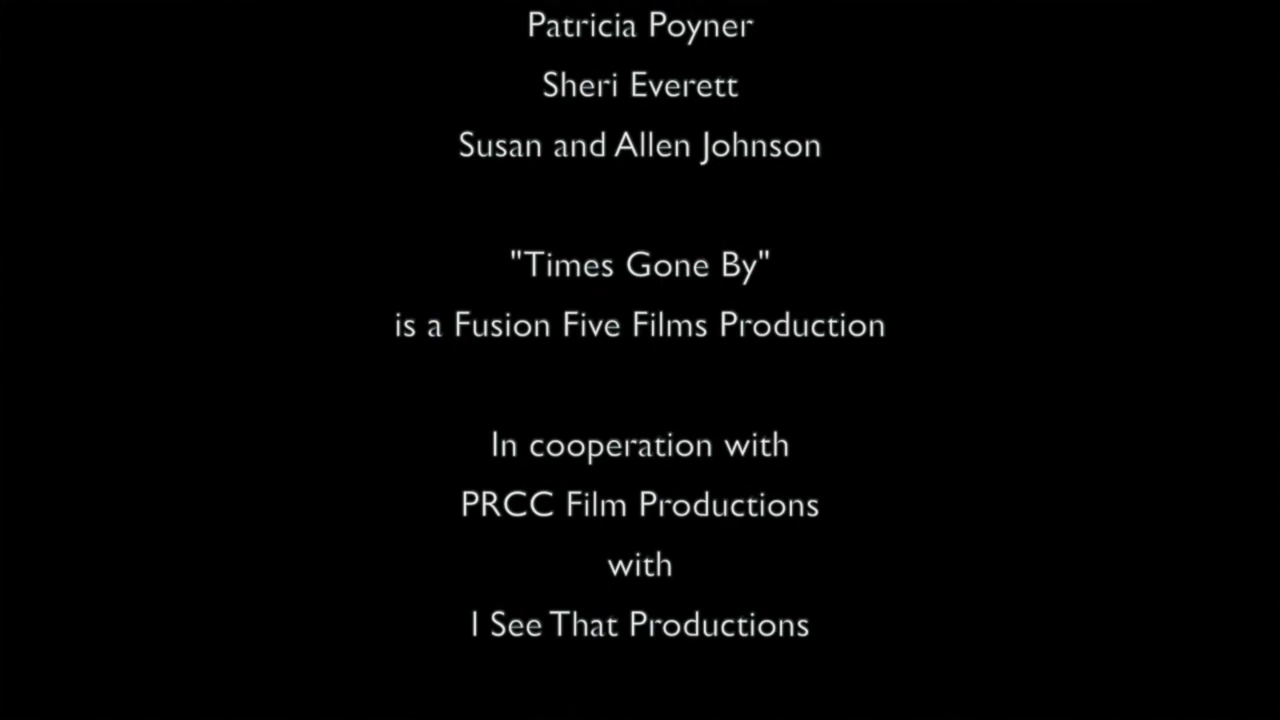 Patricia Poyner
Sheri Everett
Susan and Allen Johnson
"Times Gone By"
is a Fusion Five Films Production
In cooperation with
PRCC Film Productions
with
I See That Productions